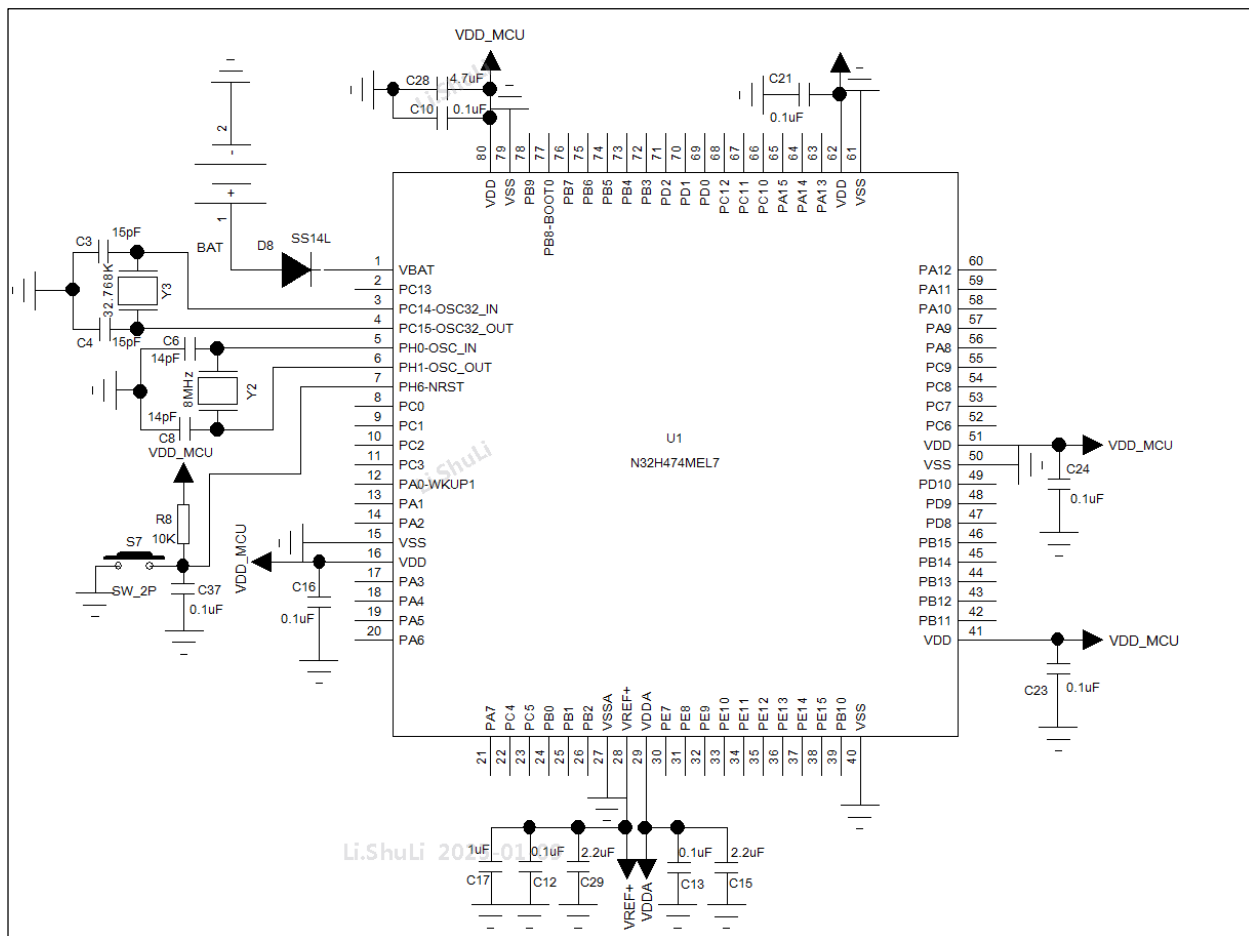 VDD_MCU
C28 4.7uF
C10 0.1uF
C21
0.1uF
Li.ShuLi
2
-
+
1
BAT
D8
SS14L
80 79 78 77 76 75 74 73 72 71 70 69 68 67 66 65 64 63 62 61
VDD VSS PB9 PB8-BOOT0 PB7 PB6 PB5 PB4 PB3 PD2 PD1 PD0 PC12 PC11 PC10 PA15 PA14 PA13 VDD VSS
C3 15pF
32.768K Y3
C4 15pF
C6
14pF
8MHz Y2
14pF
C8
VDD_MCU
R8
10K
S7
SW_2P
C37
0.1uF
VDD_MCU
C16
0.1uF
1 VBAT
2 PC13
3 PC14-OSC32_IN
4 PC15-OSC32_OUT
5 PH0-OSC_IN
6 PH1-OSC_OUT
7 PH6-NRST
8 PC0
9 PC1
10 PC2
11 PC3
12 PA0-WKUP1
13 PA1
14 PA2
15 VSS
16 VDD
17 PA3
18 PA4
19 PA5
20 PA6
U1
N32H474MEL7
Li.ShuLi
PA12 60
PA11 59
PA10 58
PA9 57
PA8 56
PC9 55
PC8 54
PC7 53
PC6 52
VDD 51
VSS 50
PD10 49
PD9 48
PD8 47
PB15 46
PB14 45
PB13 44
PB12 43
PB11 42
VDD 41
VDD_MCU
C24
0.1uF
VDD_MCU
C23 0.1uF
PA7 PC4 PC5 PB0 PB1 PB2 VSSA VREF+ VDDA PE7 PE8 PE9 PE10 PE11 PE12 PE13 PE14 PE15 PB10 VSS
21 22 23 24 25 26 27 28 29 30 31 32 33 34 35 36 37 38 39 40
1uF 0.1uF 2.2uF 0.1uF 2.2uF
Li.ShuLi 2025-01-09
C17 C12 C29 C13 C15
VREF+ VDDA